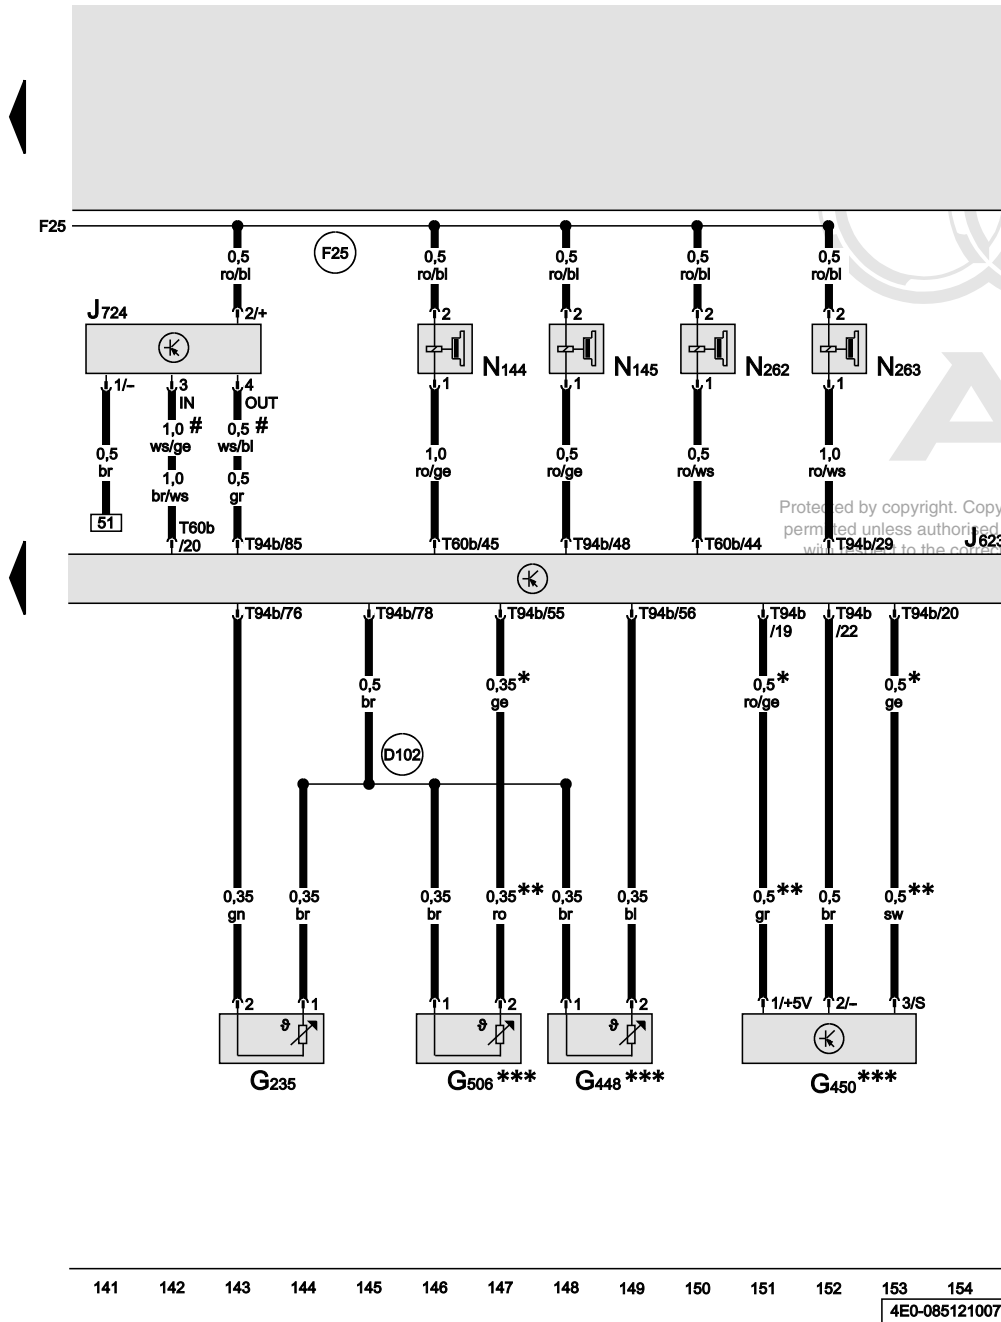 F25
F25
0,5 0,5 0,5 0,5 0,5
ro/bl ro/bl ro/bl ro/bl ro/bl
J724 2/+ 2 2 2 2
N144 N145 N262 N263
1/– 3 4 1 1 1 1
IN OUT
1,0 # 0,5 #
ws/ge ws/bl
0,5 1,0 0,5 0,5 1,0
br ro/ge ro/ge ro/ws ro/ws
1,0 0,5
br/ws gr
51
T60b
/20 T94b/85 T60b/45 T94b/48 T60b/44 T94b/29 J623
Protected by copyright. Copy
permitted unless authorised
with respect to the correc
T94b/76 T94b/78 T94b/55 T94b/56 T94b T94b T94b/20
/19 /22
0,5 0,35* 0,5* 0,5*
br ge ro/ge ge
D102
0,35 0,35 0,35 0,35** 0,35 0,35 0,5** 0,5 0,5**
gn br br ro br bl gr br sw
2 1 1 2 1 2 1/+5V 2/– 3/S
ϑ ϑ ϑ
G235 G506*** G448*** G450***
141 142 143 144 145 146 147 148 149 150 151 152 153 154
4E0-085121007